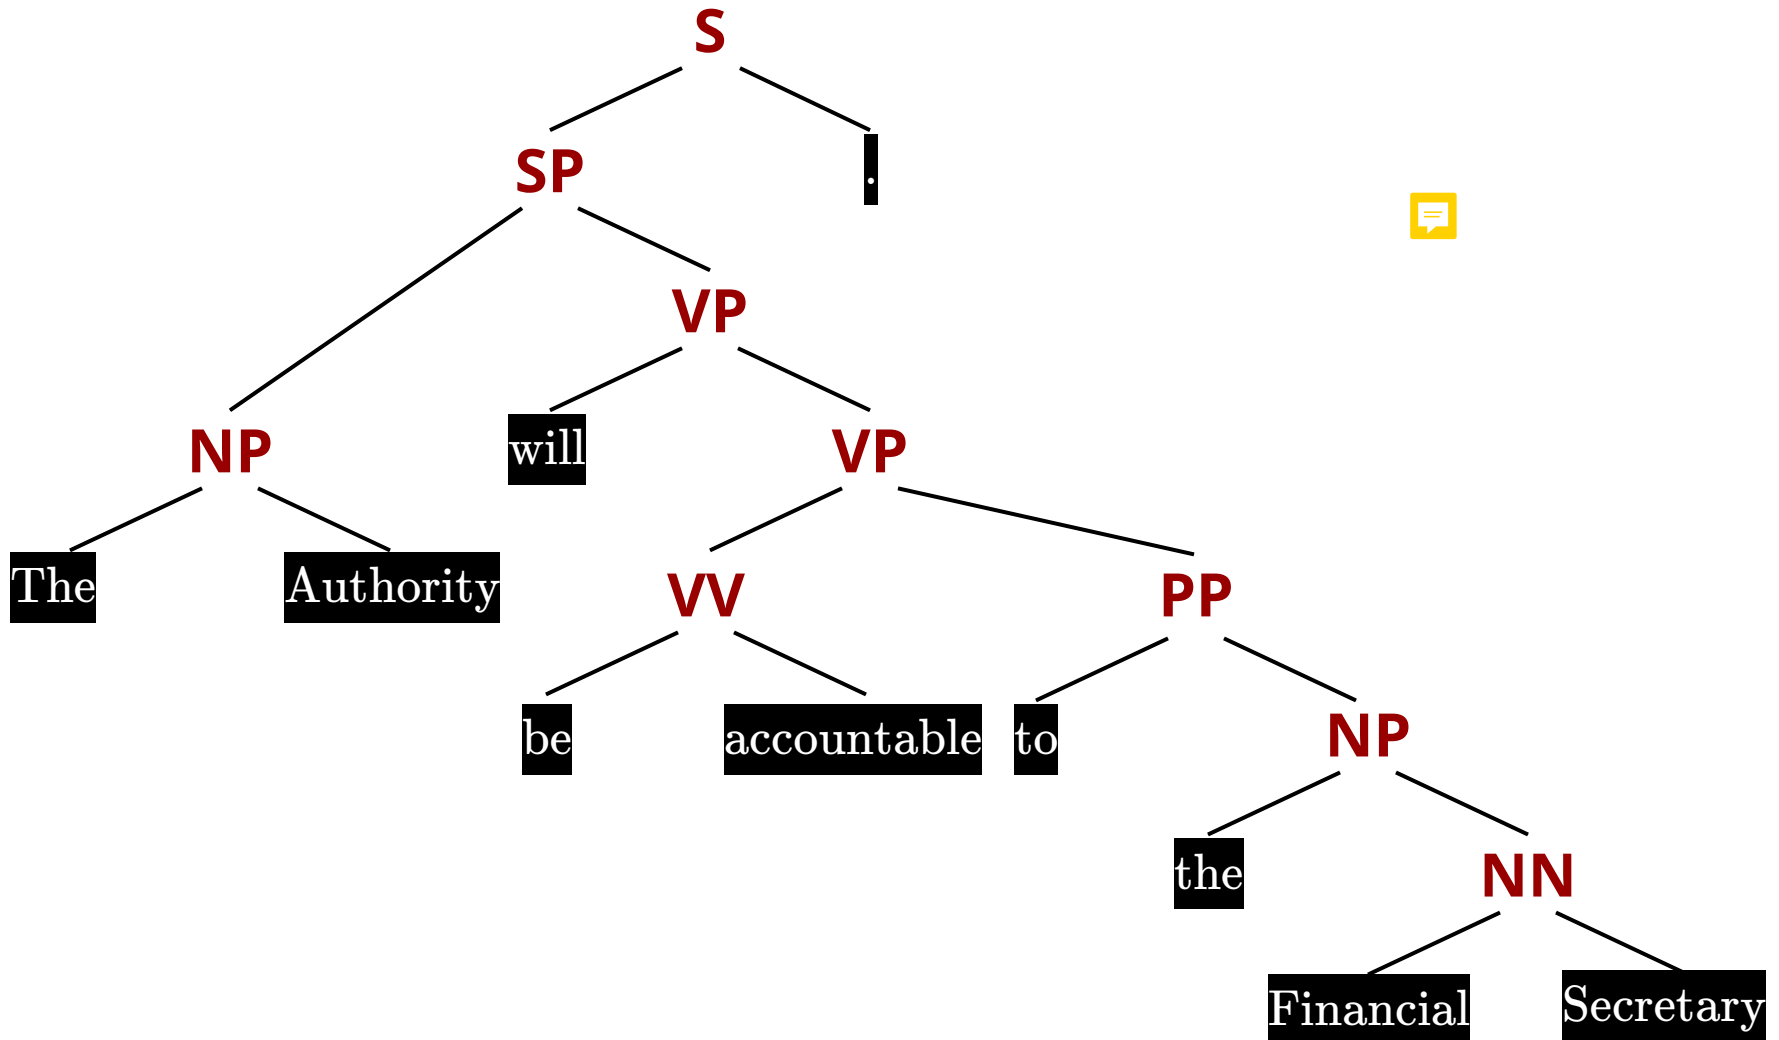 S
SP .
VP
NP will VP
The Authority VV PP
be accountable to NP
the NN
Financial Secretary